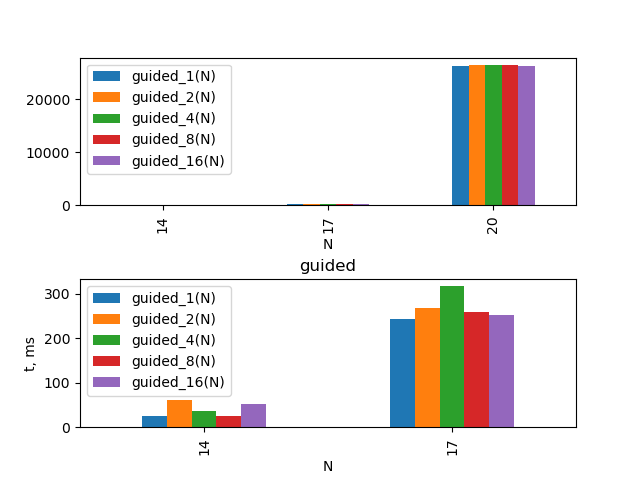 guided_1(N)
guided_2(N)
guided_4(N)
guided_8(N)
guided_16(N)
20000
10000
0
14
17
20
N
guided
guided_1(N)
guided_2(N)
guided_4(N)
guided_8(N)
guided_16(N)
t, ms
300
200
100
0
14
17
N